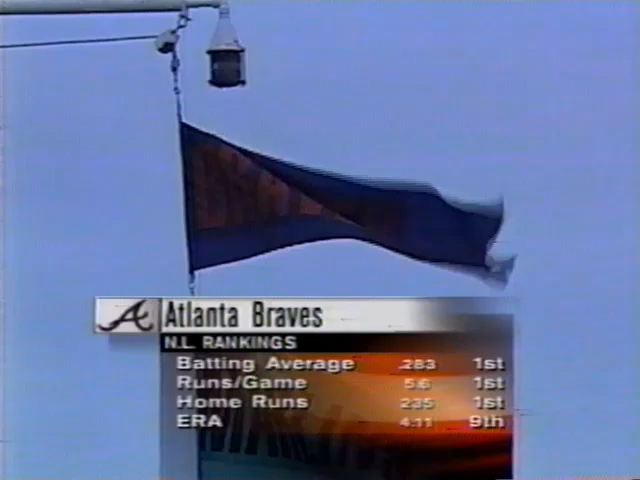 A Atlanta Braves
N.L. RANKINGS
Batting Average .283 1st
Runs/Game 5.6 1st
Home Runs 235 1st
ERA 4.11 9th